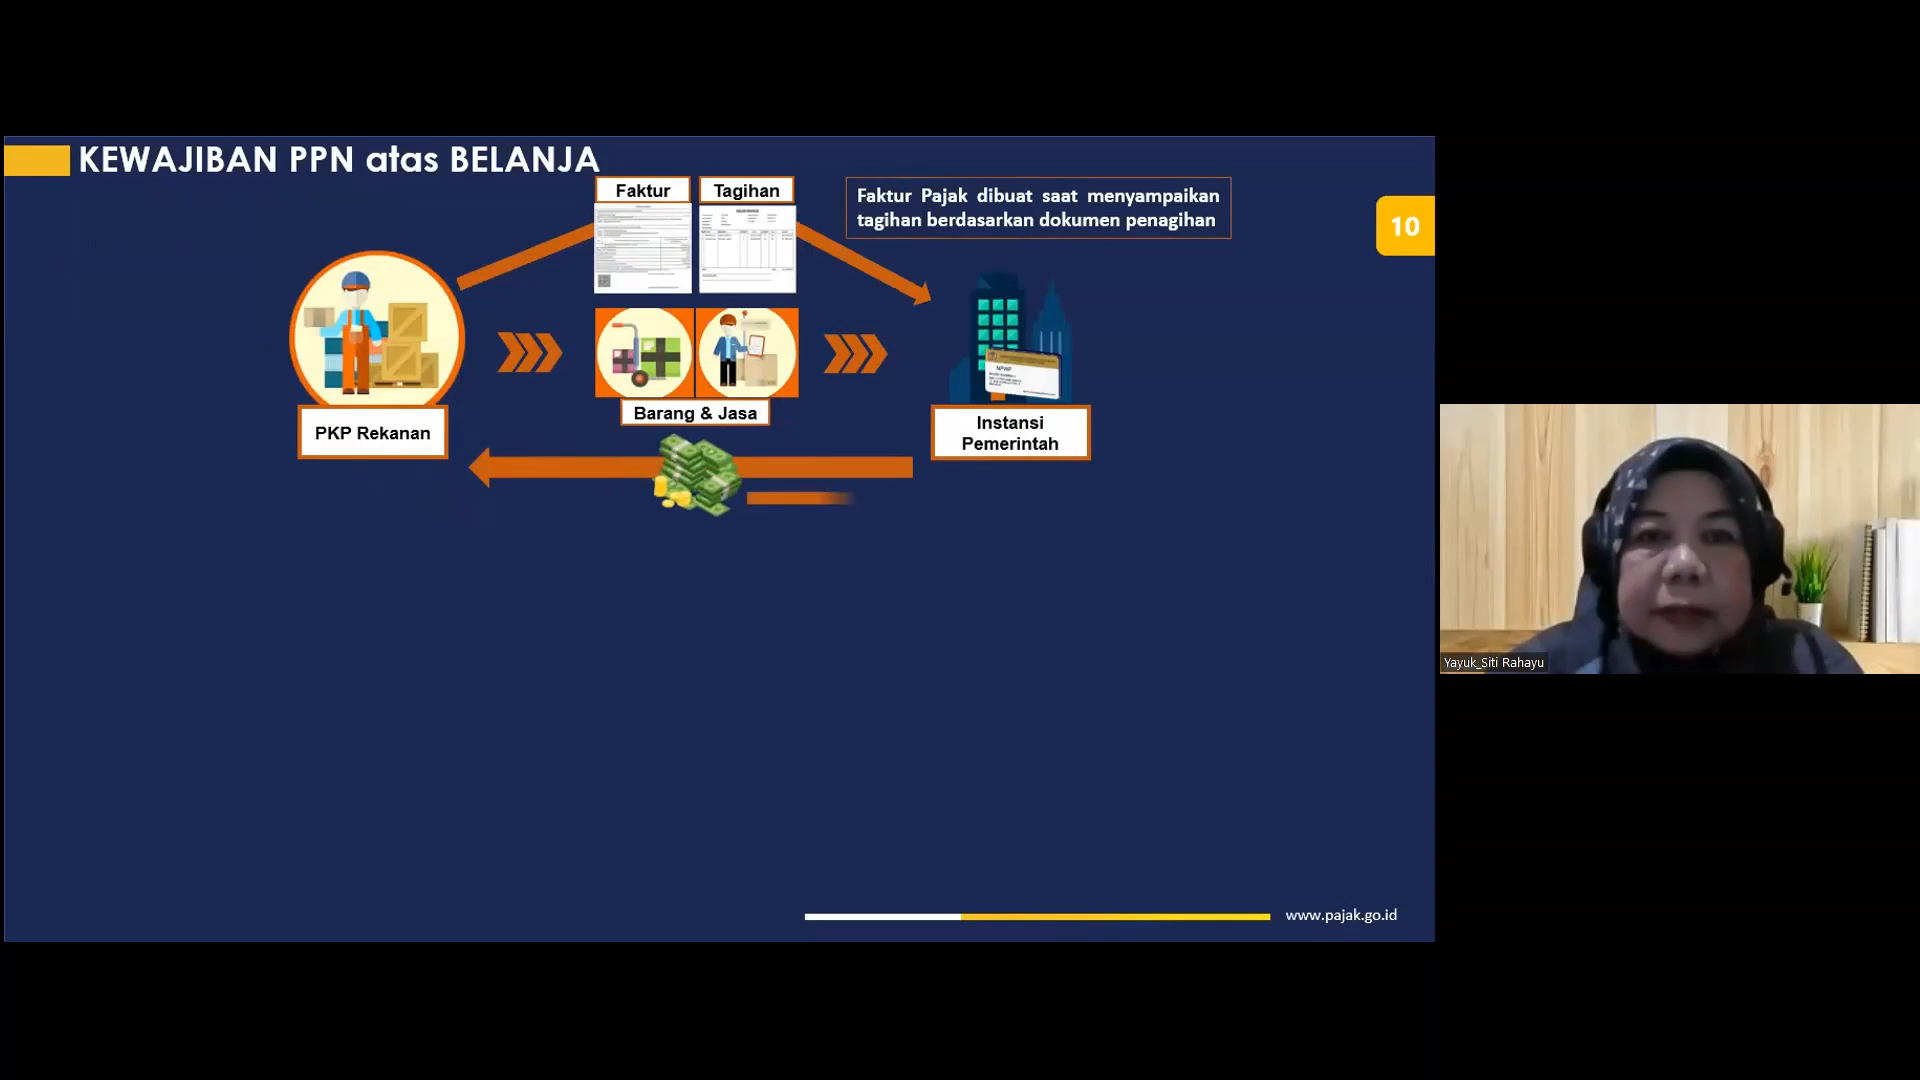 KEWAJIBAN PPN atas BELANJA
Faktur
Tagihan
Faktur Pajak dibuat saat menyampaikan
tagihan berdasarkan dokumen penagihan
10
NPWP
PKP Rekanan
Barang & Jasa
Instansi
Pemerintah
Yayuk_Siti Rahayu
www.pajak.go.id